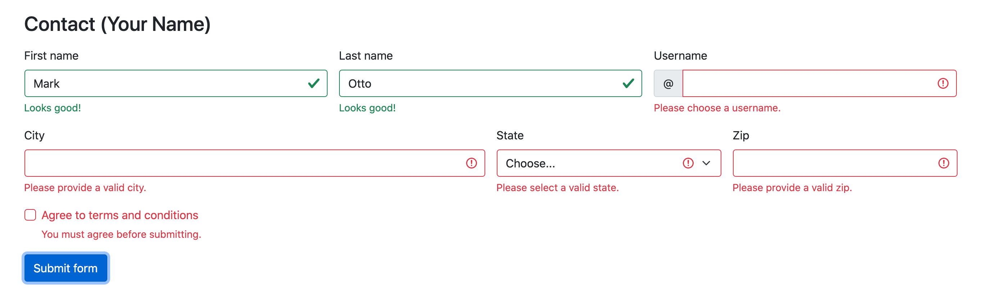 Contact (Your Name)
First name Last name Username
Mark Otto @
Looks good! Looks good! Please choose a username.
City State Zip
Choose...
Please provide a valid city. Please select a valid state. Please provide a valid zip.
Agree to terms and conditions
You must agree before submitting.
Submit form